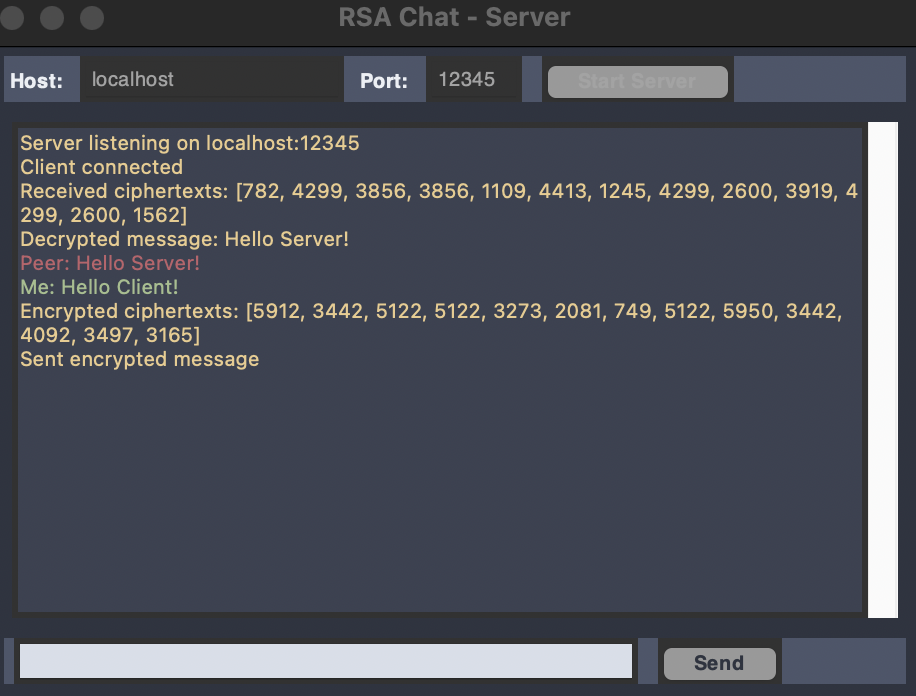 RSA Chat - Server
Host: localhost Port: 12345 Start Server
Server listening on localhost:12345
Client connected
Received ciphertexts: [782, 4299, 3856, 3856, 1109, 4413, 1245, 4299, 2600, 3919, 4
299, 2600, 1562]
Decrypted message: Hello Server!
Peer: Hello Server!
Me: Hello Client!
Encrypted ciphertexts: [5912, 3442, 5122, 5122, 3273, 2081, 749, 5122, 5950, 3442,
4092, 3497, 3165]
Sent encrypted message
Send